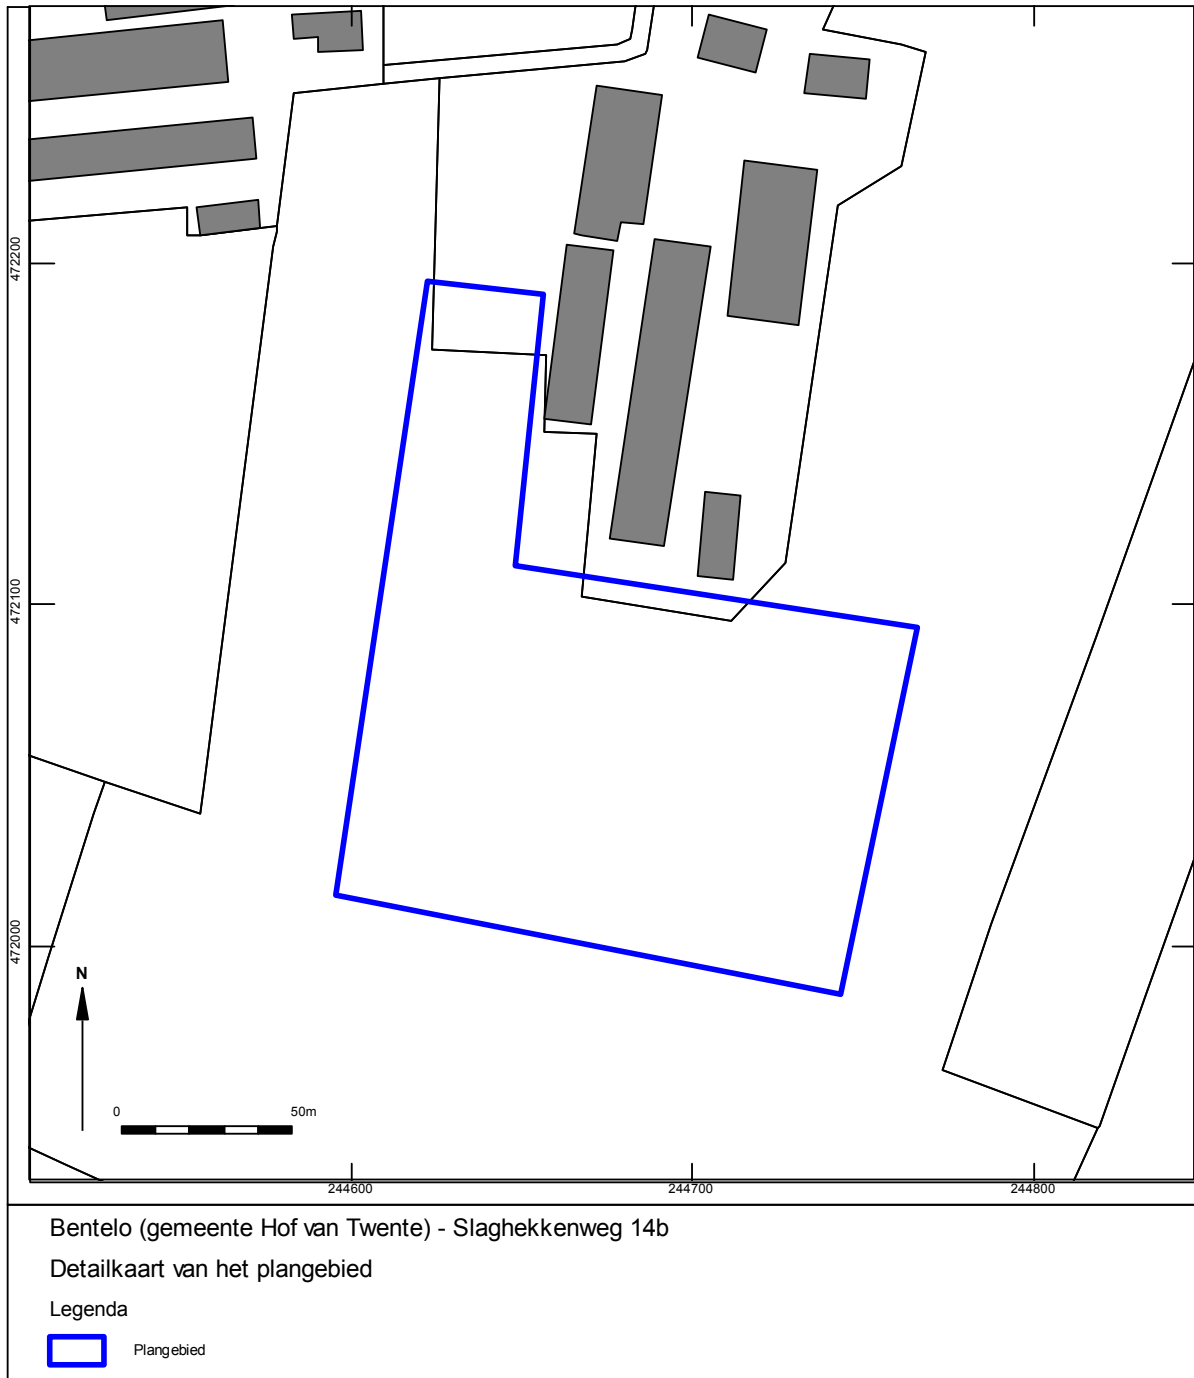 472200
472100
472000
N
0 50m
244600 244700 244800
Bentelo (gemeente Hof van Twente) - Slaghekkenweg 14b
Detailkaart van het plangebied
Legenda
Plangebied